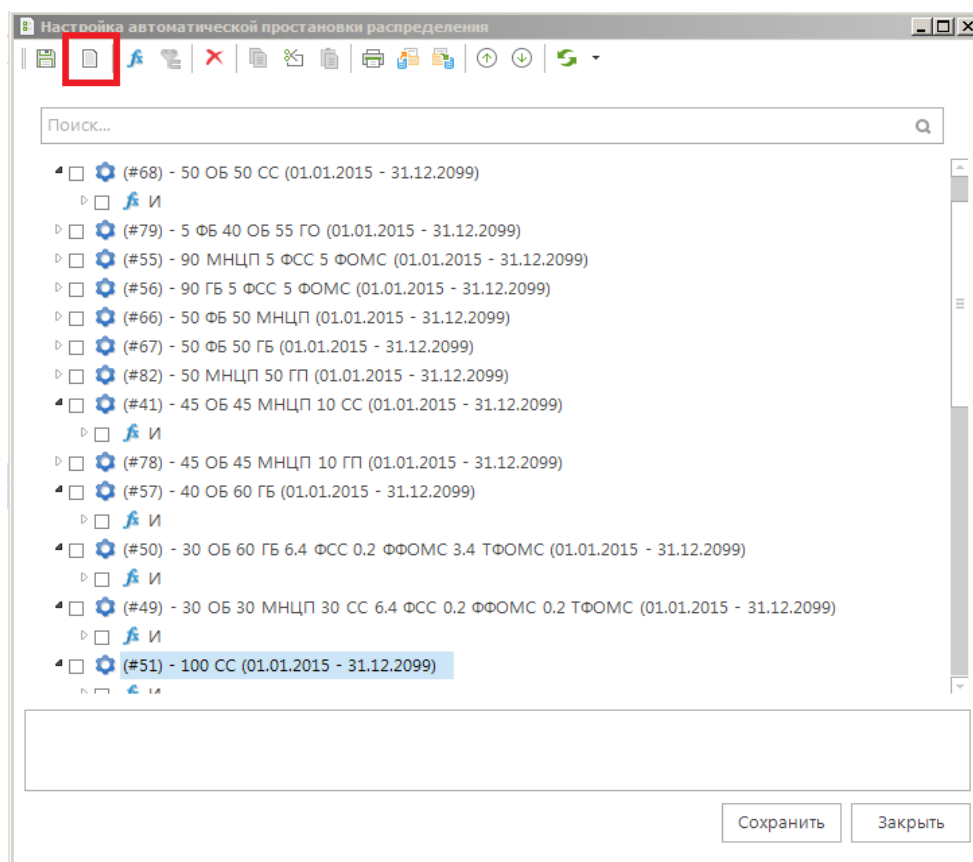 Настройка автоматической простановки распределения
Поиск...
(#68) - 50 ОБ 50 СС (01.01.2015 - 31.12.2099)
И
(#79) - 5 ФБ 40 ОБ 55 ГО (01.01.2015 - 31.12.2099)
(#55) - 90 МНЦП 5 ФСС 5 ФОМС (01.01.2015 - 31.12.2099)
(#56) - 90 ГБ 5 ФСС 5 ФОМС (01.01.2015 - 31.12.2099)
(#66) - 50 ФБ 50 МНЦП (01.01.2015 - 31.12.2099)
(#67) - 50 ФБ 50 ГБ (01.01.2015 - 31.12.2099)
(#82) - 50 МНЦП 50 ГП (01.01.2015 - 31.12.2099)
(#41) - 45 ОБ 45 МНЦП 10 СС (01.01.2015 - 31.12.2099)
И
(#78) - 45 ОБ 45 МНЦП 10 ГП (01.01.2015 - 31.12.2099)
(#57) - 40 ОБ 60 ГБ (01.01.2015 - 31.12.2099)
И
(#50) - 30 ОБ 60 ГБ 6.4 ФСС 0.2 ФФОМС 3.4 ТФОМС (01.01.2015 - 31.12.2099)
И
(#49) - 30 ОБ 30 МНЦП 30 СС 6.4 ФСС 0.2 ФФОМС 0.2 ТФОМС (01.01.2015 - 31.12.2099)
И
(#51) - 100 СС (01.01.2015 - 31.12.2099)
И
Сохранить Закрыть